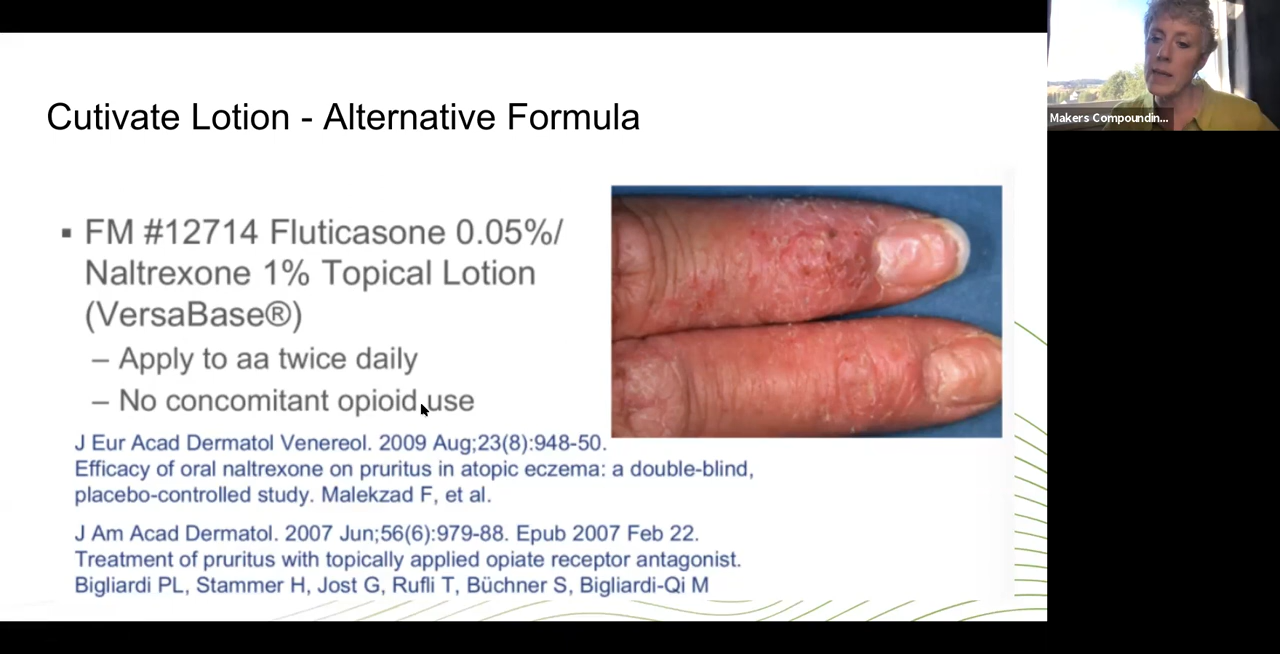 Cutivate Lotion - Alternative Formula
▪ FM #12714 Fluticasone 0.05%/
Naltrexone 1% Topical Lotion
(VersaBase®)
– Apply to aa twice daily
– No concomitant opioid use
J Eur Acad Dermatol Venereol. 2009 Aug;23(8):948-50.
Efficacy of oral naltrexone on pruritus in atopic eczema: a double-blind,
placebo-controlled study. Malekzad F, et al.
J Am Acad Dermatol. 2007 Jun;56(6):979-88. Epub 2007 Feb 22.
Treatment of pruritus with topically applied opiate receptor antagonist.
Bigliardi PL, Stammer H, Jost G, Rufli T, Büchner S, Bigliardi-Qi M
Makers Compoundin...